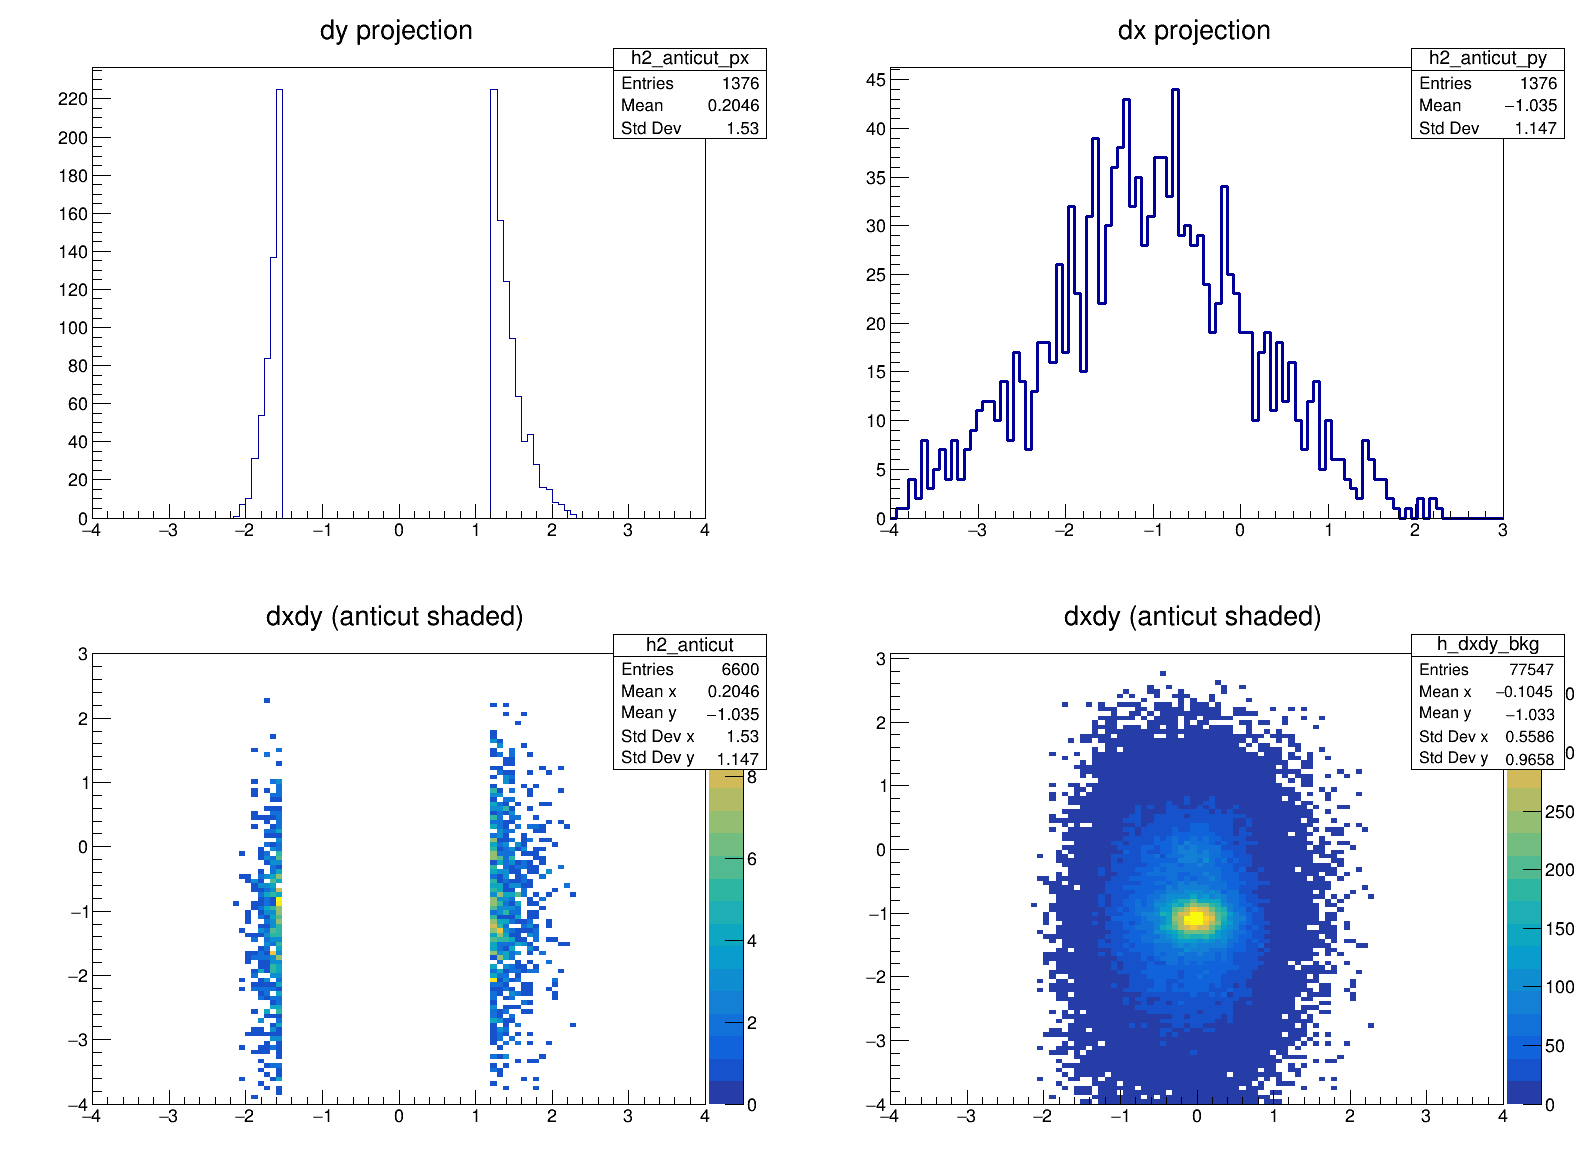 dy projection
h2_anticut_px
Entries 1376
Mean 0.2046
Std Dev 1.53
220
200
180
160
140
120
100
80
60
40
20
0
−4 −3 −2 −1 0 1 2 3 4
dx projection
h2_anticut_py
Entries 1376
Mean −1.035
Std Dev 1.147
45
40
35
30
25
20
15
10
5
0
−4 −3 −2 −1 0 1 2 3
dxdy (anticut shaded)
h2_anticut
Entries 6600
Mean x 0.2046
Mean y −1.035
Std Dev x 1.53
Std Dev y 1.147
3
2
1
0
−1
−2
−3
−4
−4 −3 −2 −1 0 1 2 3 4
8
6
4
2
0
dxdy (anticut shaded)
h_dxdy_bkg
Entries 77547
Mean x −0.1045
Mean y −1.033
Std Dev x 0.5586
Std Dev y 0.9658
3
2
1
0
−1
−2
−3
−4
−4 −3 −2 −1 0 1 2 3 4
0
0
250
200
150
100
50
0